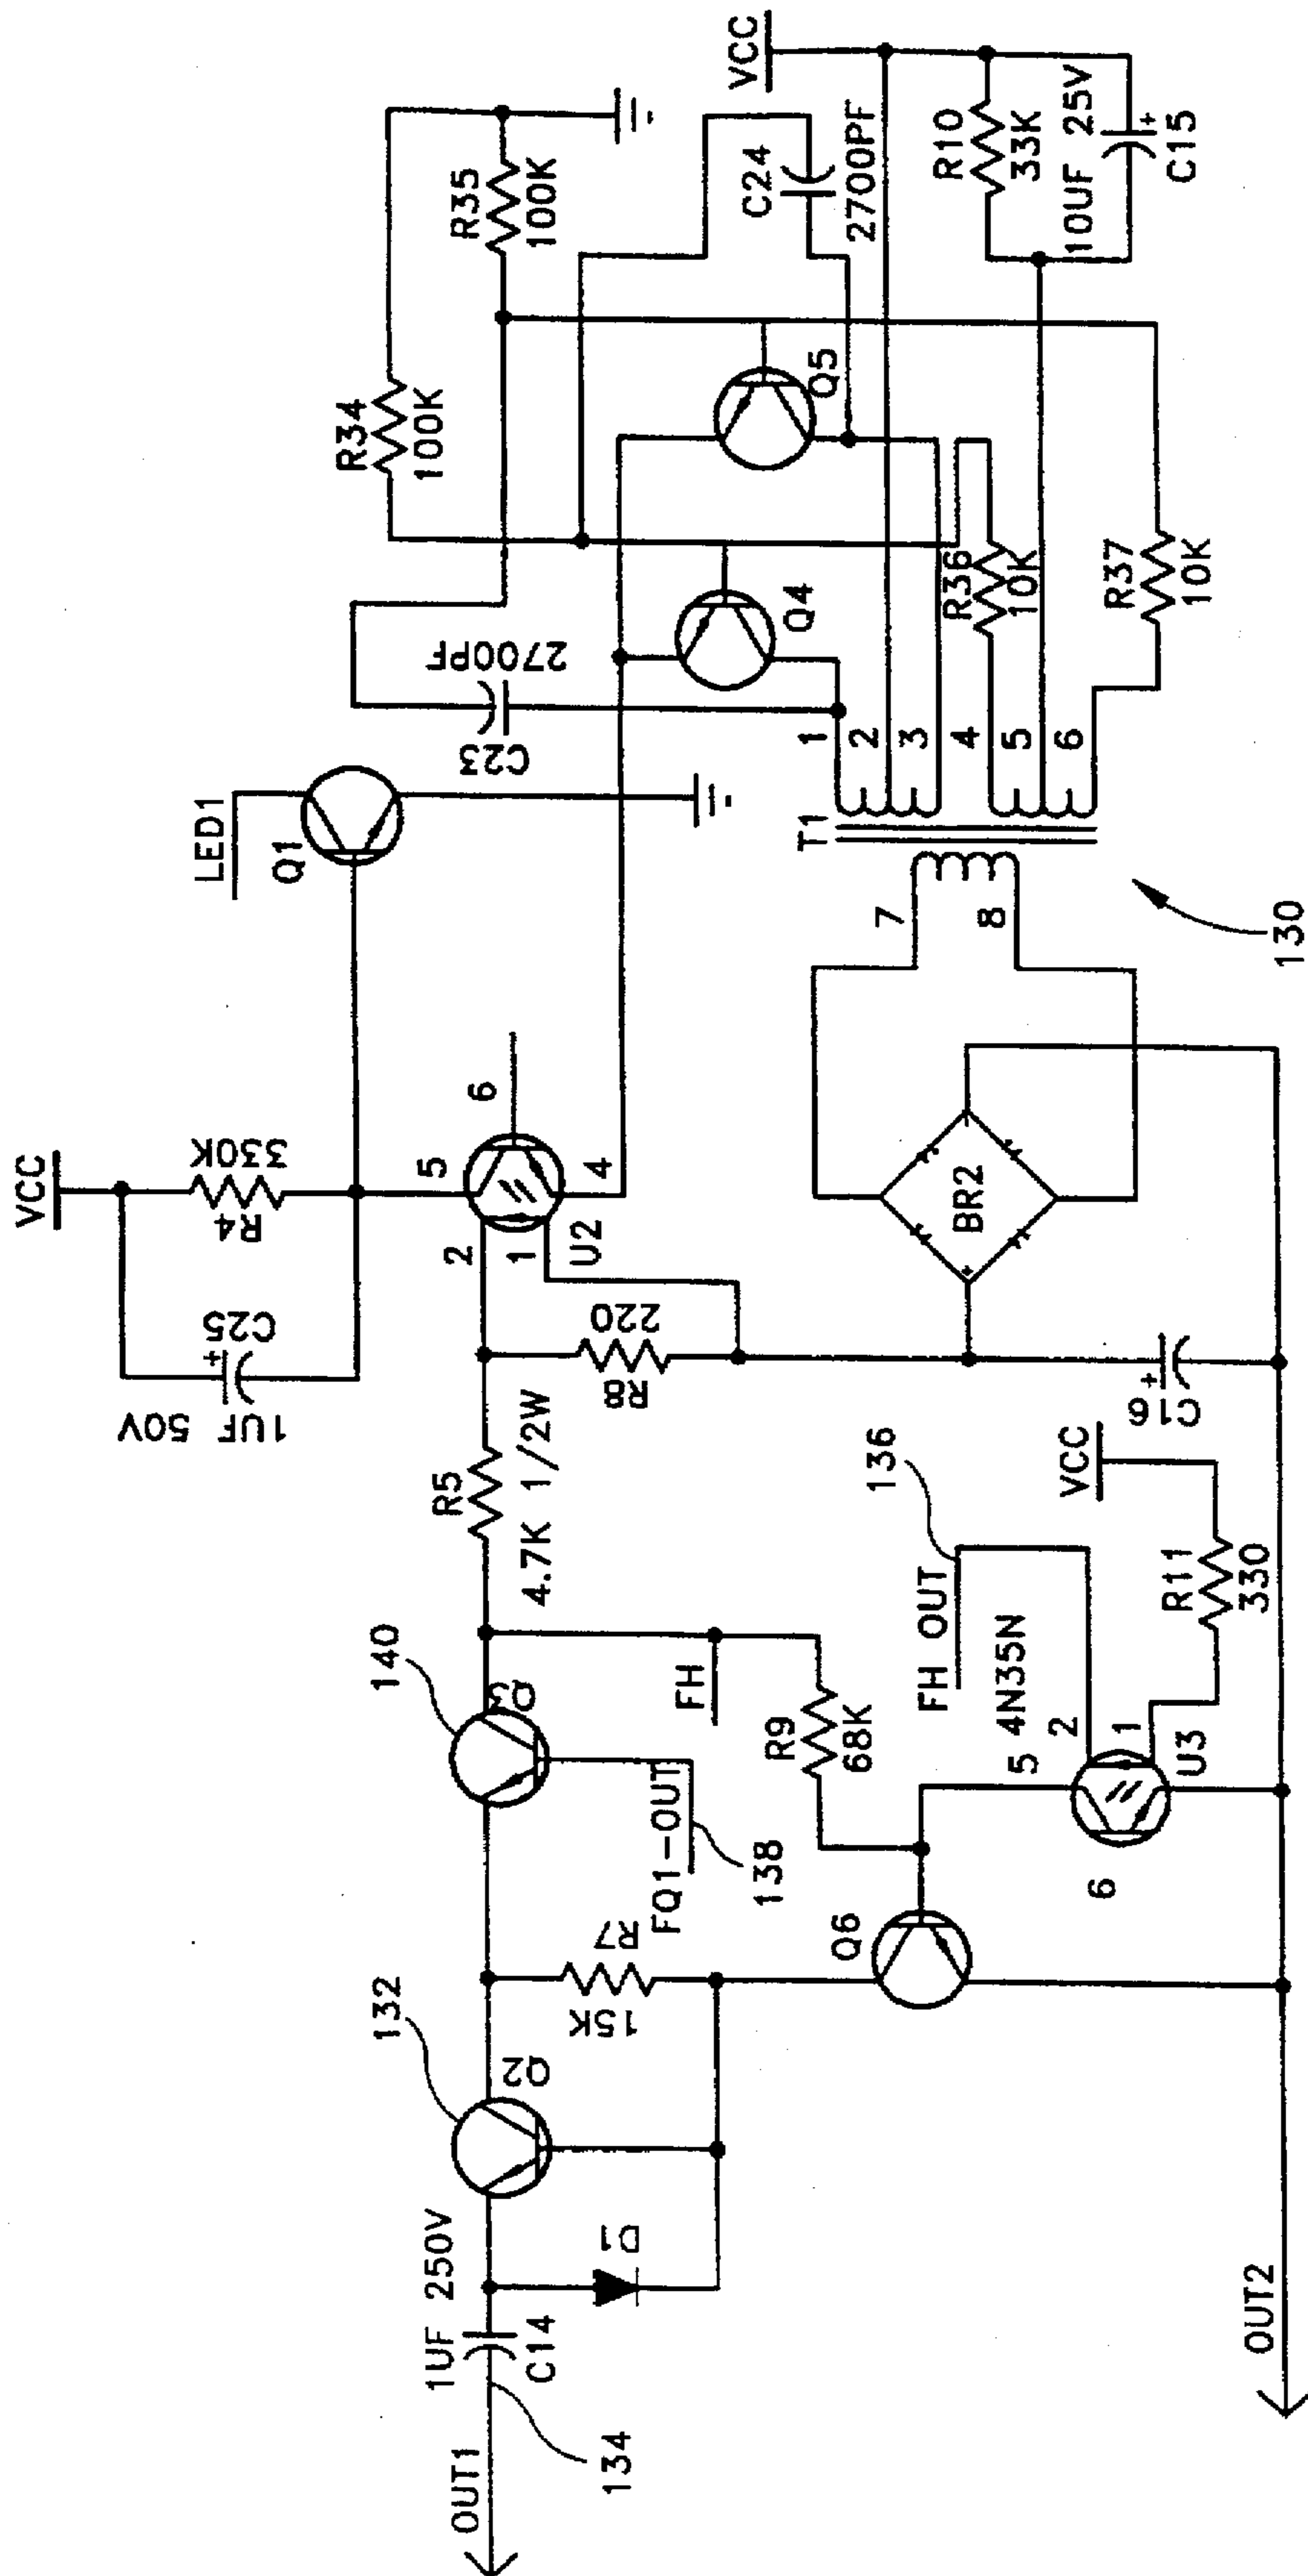 VCC
1UF 50V
C25
+
R4
330K
LED1
Q1
R34
100K
R35
100K
C23
2700PF
C24
2700PF
VCC
R10
33K
10UF 25V
+
C15
Q4
Q5
R36
10K
R37
10K
1
2
3
4
5
6
T1
7
8
130
BR2
+
-
5
6
4
2
1
U2
R8
220
R5
4.7K 1/2W
+
C16
136
VCC
R11
330
FH OUT
4N35N
5
2
1
U3
6
140
Q3
FH
R9
68K
FQ1-OUT
138
Q6
R7
15K
132
Q2
D1
1UF 250V
C14
134
OUT1
OUT2